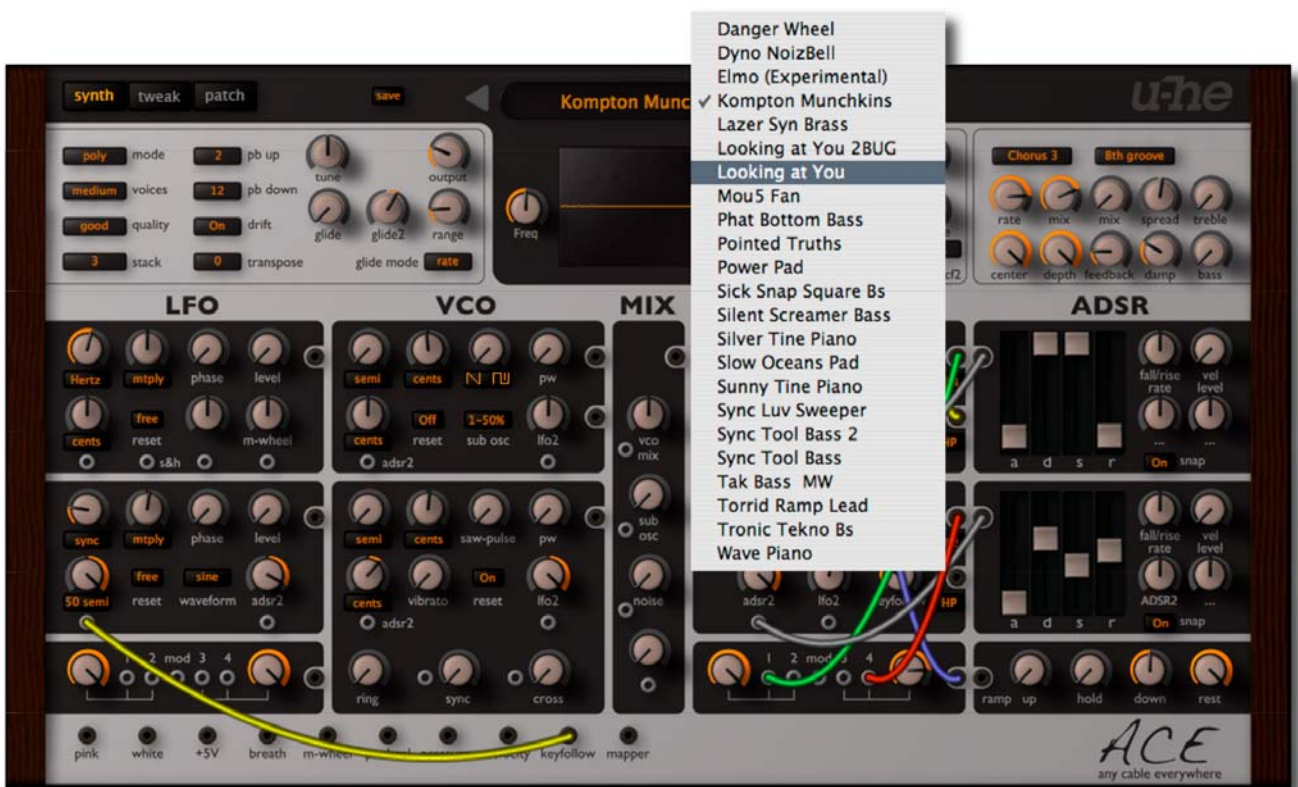 Danger Wheel
Dyno NoizBell
Elmo (Experimental)
✓ Kompton Munchkins
Lazer Syn Brass
Looking at You 2BUG
Looking at You
Mou5 Fan
Phat Bottom Bass
Pointed Truths
Power Pad
Sick Snap Square Bs
Silent Screamer Bass
Silver Tine Piano
Slow Oceans Pad
Sunny Tine Piano
Sync Luv Sweeper
Sync Tool Bass 2
Sync Tool Bass
Tak Bass MW
Torrid Ramp Lead
Tronic Tekno Bs
Wave Piano
synth tweak patch save Kompton Munc u-he
poly mode 2 pb up tune output
medium voices 12 pb down
good quality On drift glide glide2 range
3 stack 0 transpose glide mode rate
Freq
Chorus 3 8th groove
rate mix mix spread treble
center depth feedback damp bass
LFO VCO MIX ADSR
Hertz mtply phase level
cents free reset m-wheel
s&h
semi cents pw
cents Off reset 1-50% sub osc lfo2
adsr2
vco mix
sub osc
noise
HP
fall/rise rate vel level
... ...
a d s r On snap
sync mtply phase level
50 semi free reset sine waveform adsr2
semi cents saw-pulse pw
cents vibrato On reset lfo2
adsr2
adsr2 lfo2 HP
fall/rise rate vel level
ADSR2 ...
a d s r On snap
1 2 mod 3 4
ring sync cross
1 2 mod 4
ramp up hold down rest
pink white +5V breath m-wheel keyfollow mapper
ACE
any cable everywhere